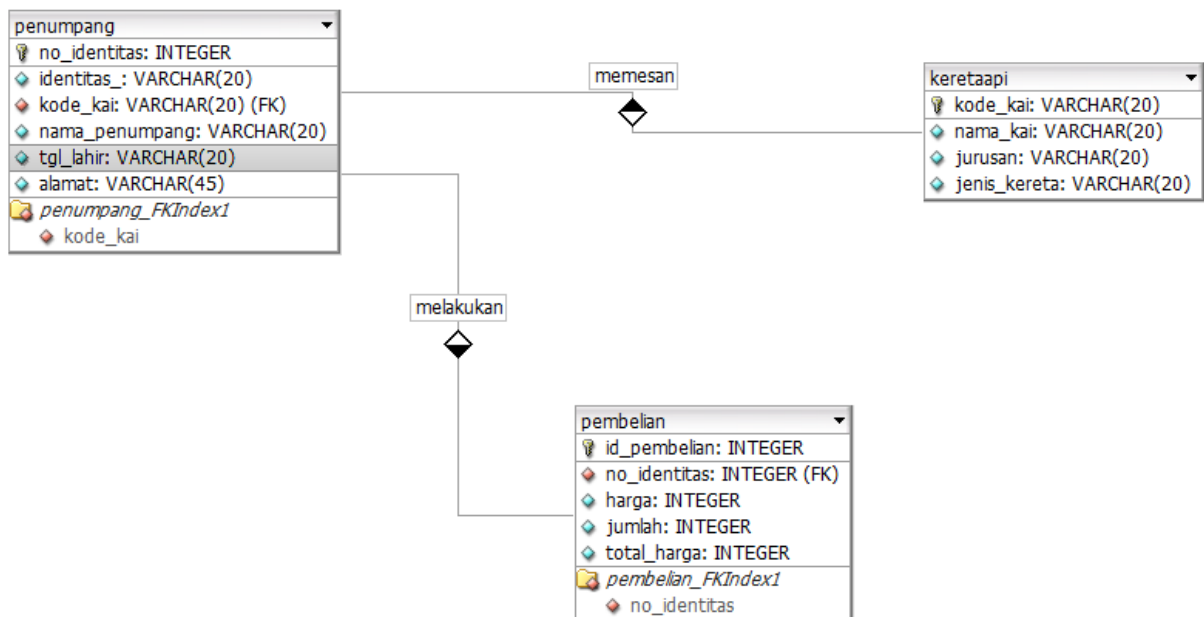 penumpang
no_identitas: INTEGER
identitas_: VARCHAR(20)
kode_kai: VARCHAR(20) (FK)
nama_penumpang: VARCHAR(20)
tgl_lahir: VARCHAR(20)
alamat: VARCHAR(45)
penumpang_FKIndex1
kode_kai
memesan
keretaapi
kode_kai: VARCHAR(20)
nama_kai: VARCHAR(20)
jurusan: VARCHAR(20)
jenis_kereta: VARCHAR(20)
melakukan
pembelian
id_pembelian: INTEGER
no_identitas: INTEGER (FK)
harga: INTEGER
jumlah: INTEGER
total_harga: INTEGER
pembelian_FKIndex1
no_identitas